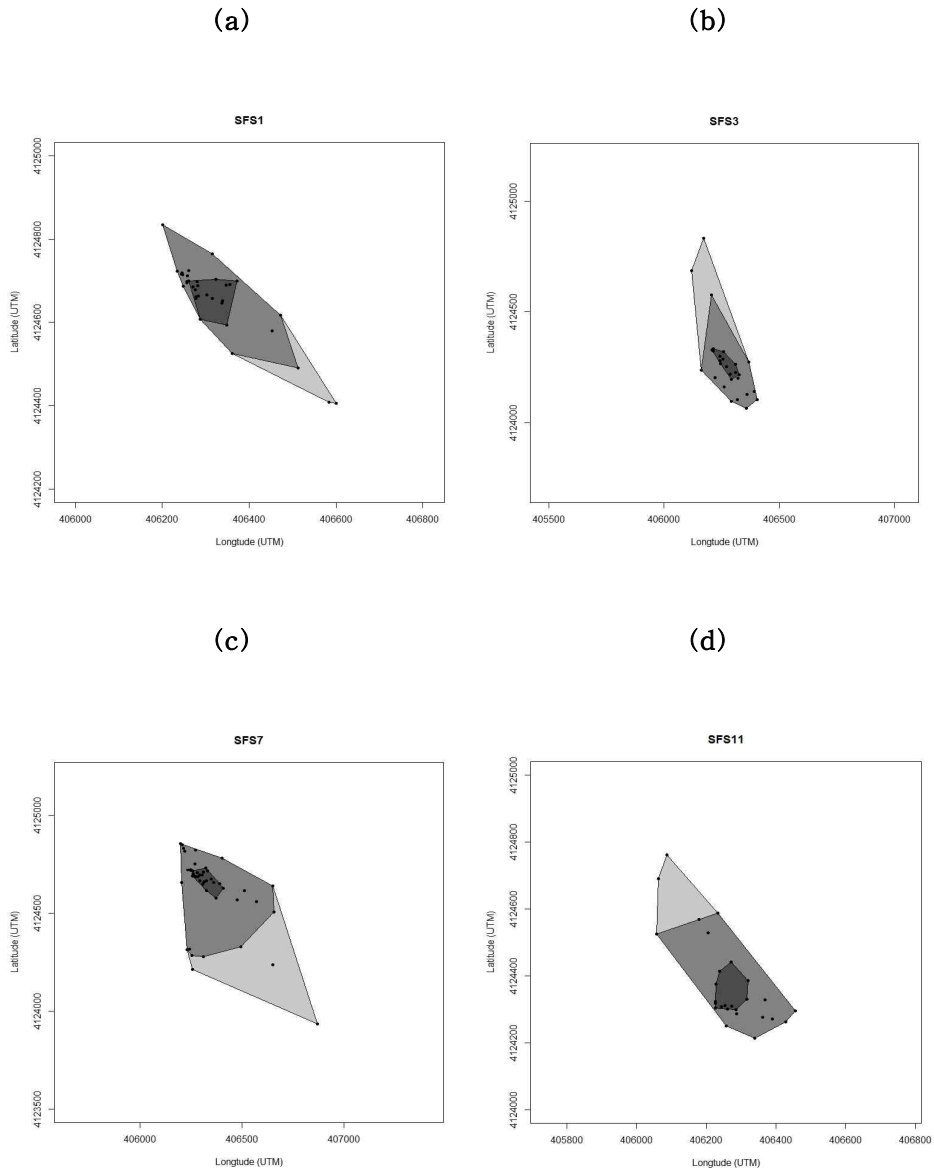 (a)
(b)
SFS1
4125000
4124800
4124600
4124400
4124200
Latitude (UTM)
406000 406200 406400 406600 406800
Longtude (UTM)
SFS3
4125000
4124500
4124000
Latitude (UTM)
405500 406000 406500 407000
Longtude (UTM)
(c)
(d)
SFS7
4125000
4124500
4124000
4123500
Latitude (UTM)
406000 406500 407000
Longtude (UTM)
SFS11
4125000
4124800
4124600
4124400
4124200
4124000
Latitude (UTM)
405800 406000 406200 406400 406600 406800
Longtude (UTM)